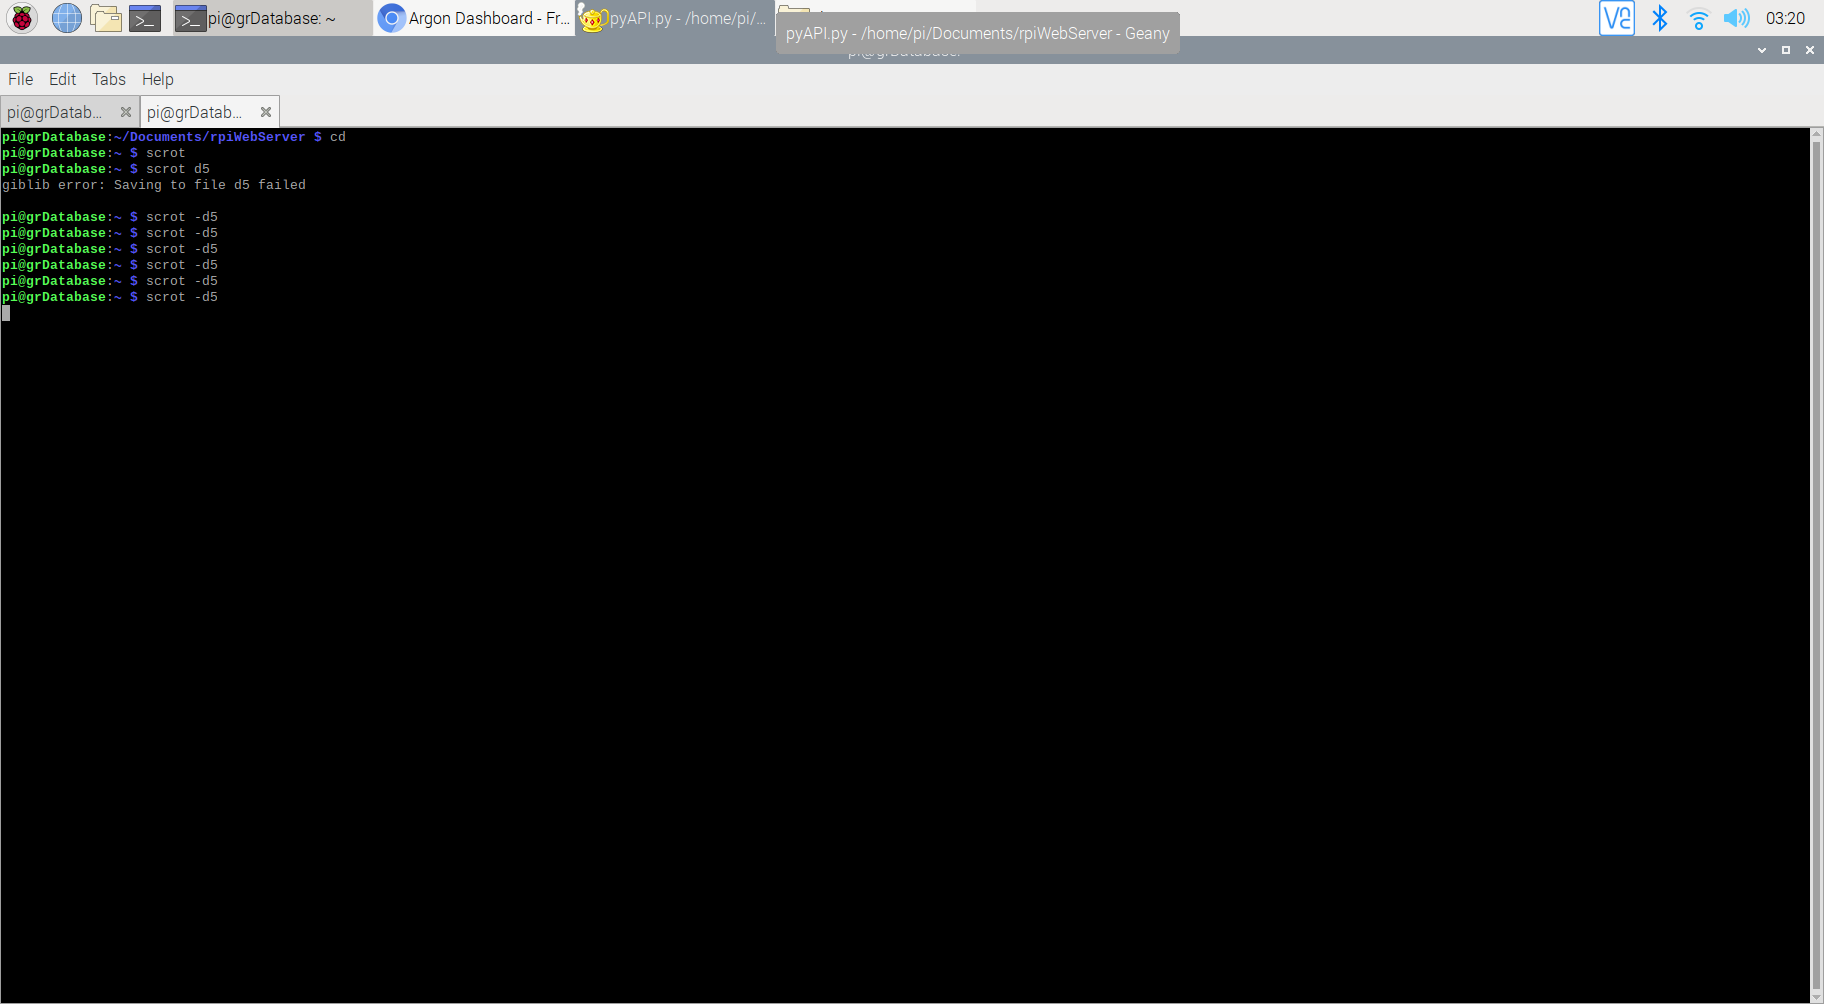 pi@grDatabase: ~
Argon Dashboard - Fr...
pyAPI.py - /home/pi/...
03:20
pyAPI.py - /home/pi/Documents/rpiWebServer - Geany
File Edit Tabs Help
pi@grDatab...
pi@grDatab...
pi@grDatabase:~/Documents/rpiWebServer $ cd
pi@grDatabase:~ $ scrot
pi@grDatabase:~ $ scrot d5
giblib error: Saving to file d5 failed
pi@grDatabase:~ $ scrot -d5
pi@grDatabase:~ $ scrot -d5
pi@grDatabase:~ $ scrot -d5
pi@grDatabase:~ $ scrot -d5
pi@grDatabase:~ $ scrot -d5
pi@grDatabase:~ $ scrot -d5